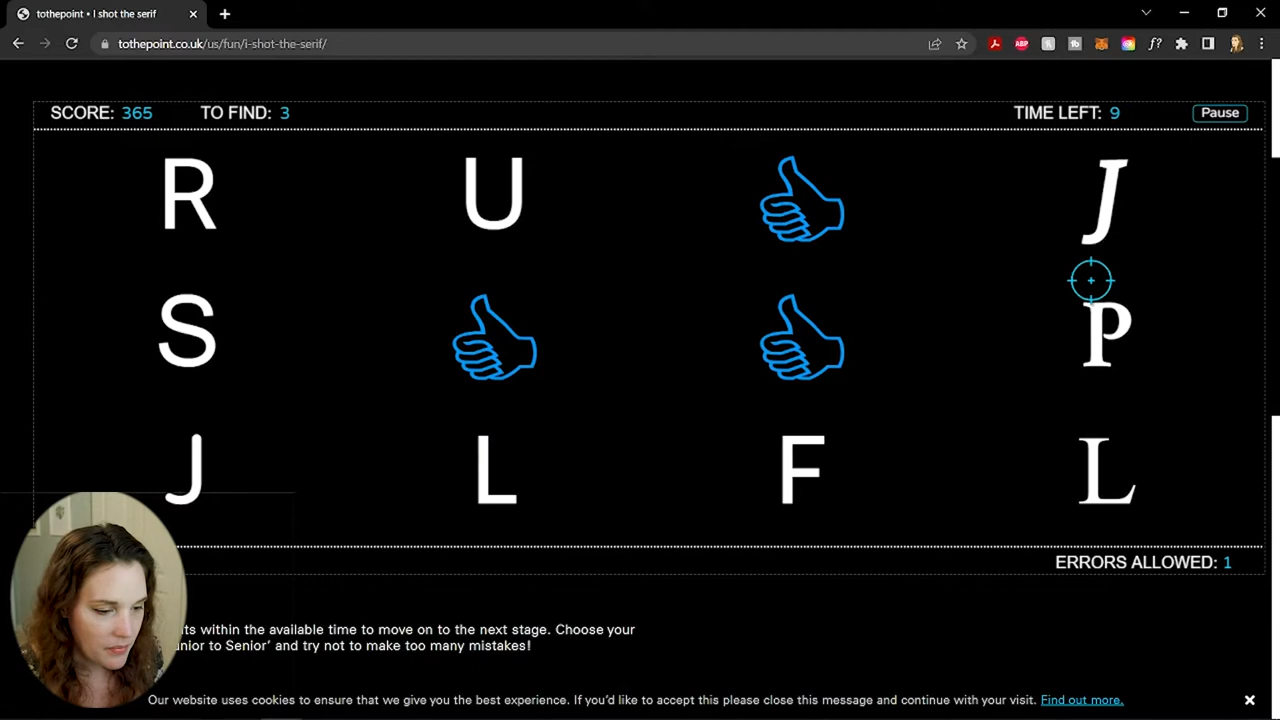 tothepoint • I shot the serif
tothepoint.co.uk/us/fun/i-shot-the-serif/
ABP
f?
SCORE: 365 TO FIND: 3 TIME LEFT: 9 Pause
R U J
S P
J L F L
ERRORS ALLOWED: 1
within the available time to move on to the next stage. Choose your
to Senior' and try not to make too many mistakes!
Our website uses cookies to ensure that we give you the best experience. If you'd like to accept this please close this message and continue with your visit. Find out more.